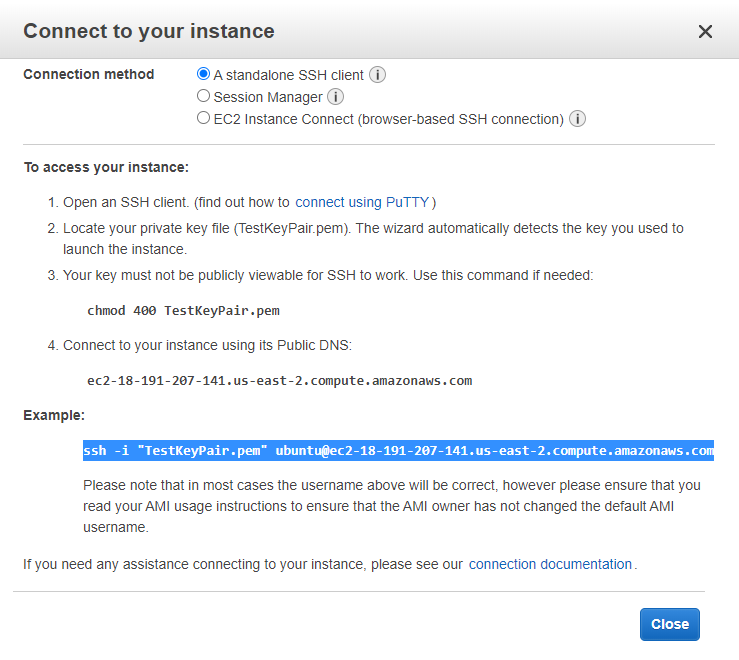 Connect to your instance
Connection method
A standalone SSH client
Session Manager
EC2 Instance Connect (browser-based SSH connection)
To access your instance:
1. Open an SSH client. (find out how to connect using PuTTY)
2. Locate your private key file (TestKeyPair.pem). The wizard automatically detects the key you used to
launch the instance.
3. Your key must not be publicly viewable for SSH to work. Use this command if needed:
chmod 400 TestKeyPair.pem
4. Connect to your instance using its Public DNS:
ec2-18-191-207-141.us-east-2.compute.amazonaws.com
Example:
ssh -i "TestKeyPair.pem" ubuntu@ec2-18-191-207-141.us-east-2.compute.amazonaws.com
Please note that in most cases the username above will be correct, however please ensure that you
read your AMI usage instructions to ensure that the AMI owner has not changed the default AMI
username.
If you need any assistance connecting to your instance, please see our connection documentation.
Close